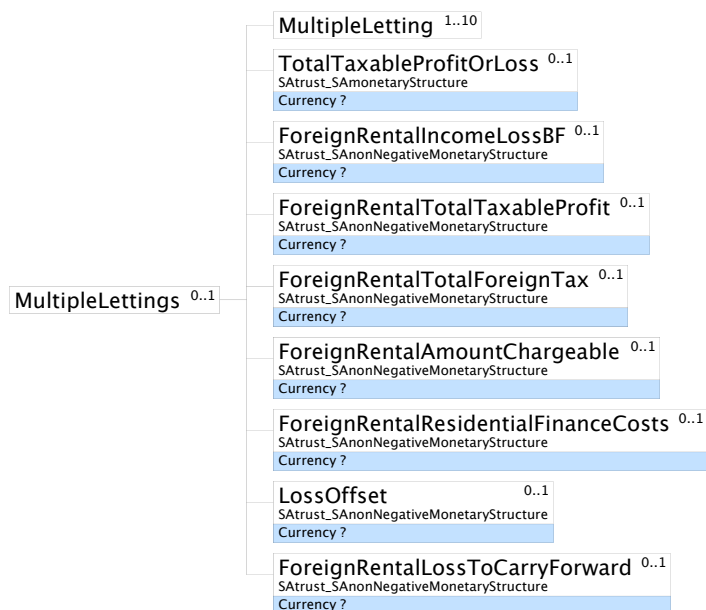 MultipleLetting 1..10
TotalTaxableProfitOrLoss 0..1
SAtrust_SAmonetaryStructure
Currency ?
ForeignRentalIncomeLossBF 0..1
SAtrust_SAnonNegativeMonetaryStructure
Currency ?
ForeignRentalTotalTaxableProfit 0..1
SAtrust_SAnonNegativeMonetaryStructure
Currency ?
MultipleLettings 0..1
ForeignRentalTotalForeignTax 0..1
SAtrust_SAnonNegativeMonetaryStructure
Currency ?
ForeignRentalAmountChargeable 0..1
SAtrust_SAnonNegativeMonetaryStructure
Currency ?
ForeignRentalResidentialFinanceCosts 0..1
SAtrust_SAnonNegativeMonetaryStructure
Currency ?
LossOffset 0..1
SAtrust_SAnonNegativeMonetaryStructure
Currency ?
ForeignRentalLossToCarryForward 0..1
SAtrust_SAnonNegativeMonetaryStructure
Currency ?